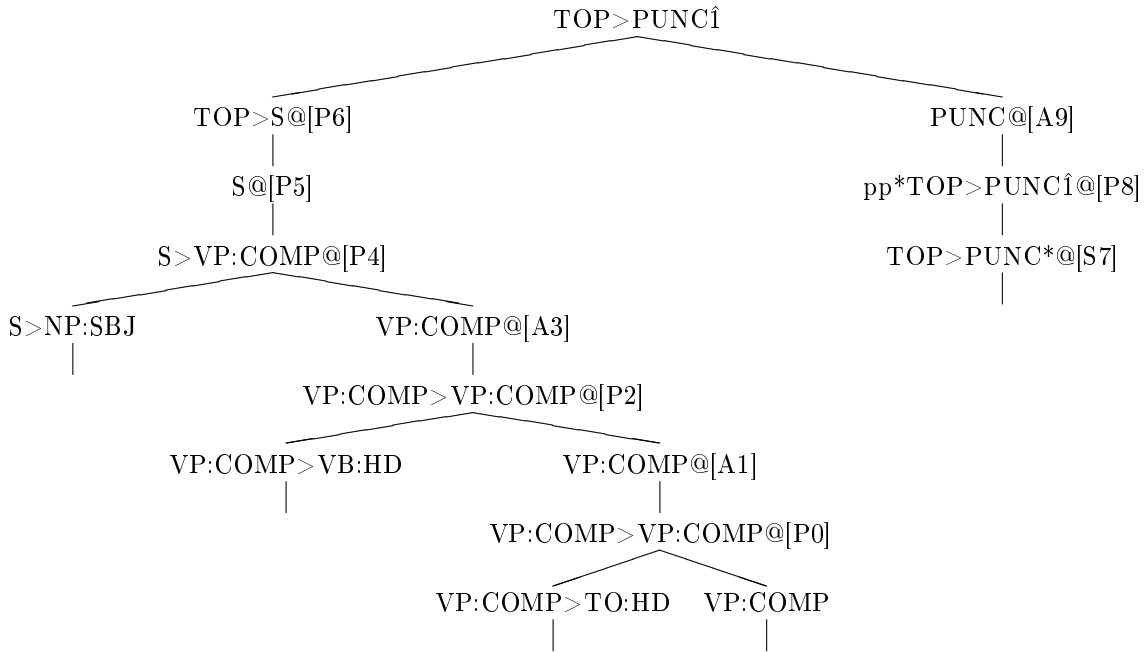 TOP>PUNCî
TOP>S@[P6] PUNC@[A9]
S@[P5] pp*TOP>PUNCî@[P8]
S>VP:COMP@[P4] TOP>PUNC*@[S7]
S>NP:SBJ VP:COMP@[A3]
VP:COMP>VP:COMP@[P2]
VP:COMP>VB:HD VP:COMP@[A1]
VP:COMP>VP:COMP@[P0]
VP:COMP>TO:HD VP:COMP